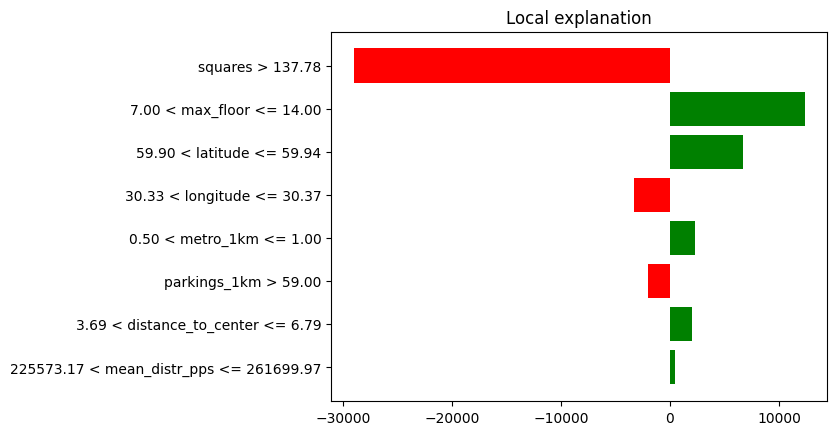 Local explanation
squares > 137.78
7.00 < max_floor <= 14.00
59.90 < latitude <= 59.94
30.33 < longitude <= 30.37
0.50 < metro_1km <= 1.00
parkings_1km > 59.00
3.69 < distance_to_center <= 6.79
225573.17 < mean_distr_pps <= 261699.97
−30000 −20000 −10000 0 10000